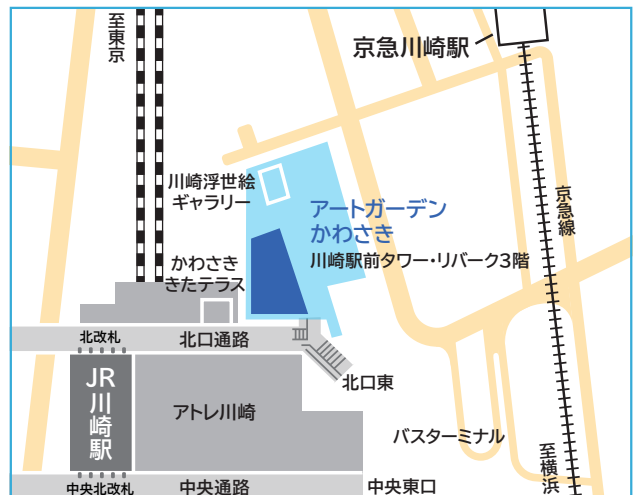 至東京
京急川崎駅
川崎浮世絵
ギャラリー
アートガーデン
かわさき
川崎駅前タワー・リバーク3階
京急線
かわさき
きたテラス
北改札
北口通路
北口東
JR川崎駅
アトレ川崎
バスターミナル
至横浜
中央北改札
中央通路
中央東口